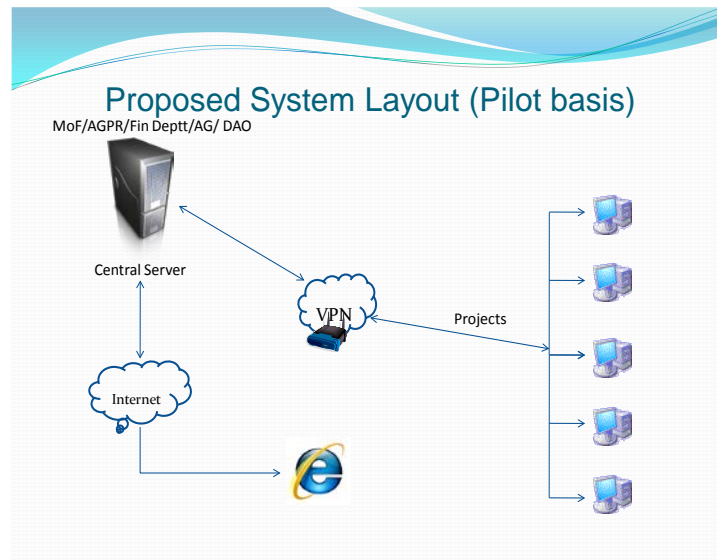 Proposed System Layout (Pilot basis)
MoF/AGPR/Fin Deptt/AG/ DAO
Central Server
VPN
Projects
Internet